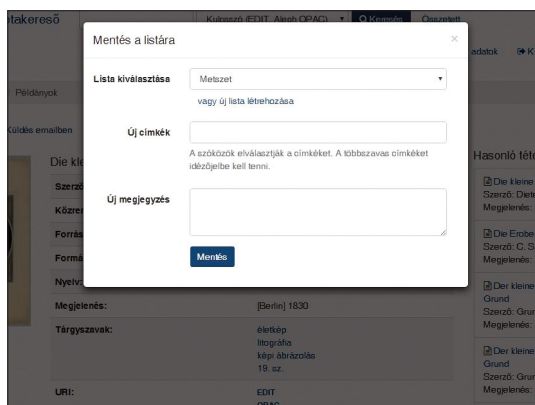 etakereső
Kulcsszó (EDIT, Aleph OPAC)
Keresés
Összetett
adatok
Példányok
Küldés emailben
Mentés a listára
×
Lista kiválasztása
Metszet
vagy új lista létrehozása
Új címkék
A szóközök elválasztják a címkéket. A többszavas címkéket
idézőjelbe kell tenni.
Új megjegyzés
Mentés
Die kle
Szerző
Közre
Forrás
Formá
Nyelv:
Megjelenés:
[Berlin] 1830
Tárgyszavak:
életkép
litográfia
képi ábrázolás
19. sz.
URI:
EDIT
OPAC
Hasonló téte
Die kleine
Szerző: Diete
Megjelenés:
Die Erobe
Szerző: C. S
Megjelenés:
Der kleine
Grund
Szerző: Grun
Megjelenés:
Der kleine
Grund
Szerző: Grun
Megjelenés: